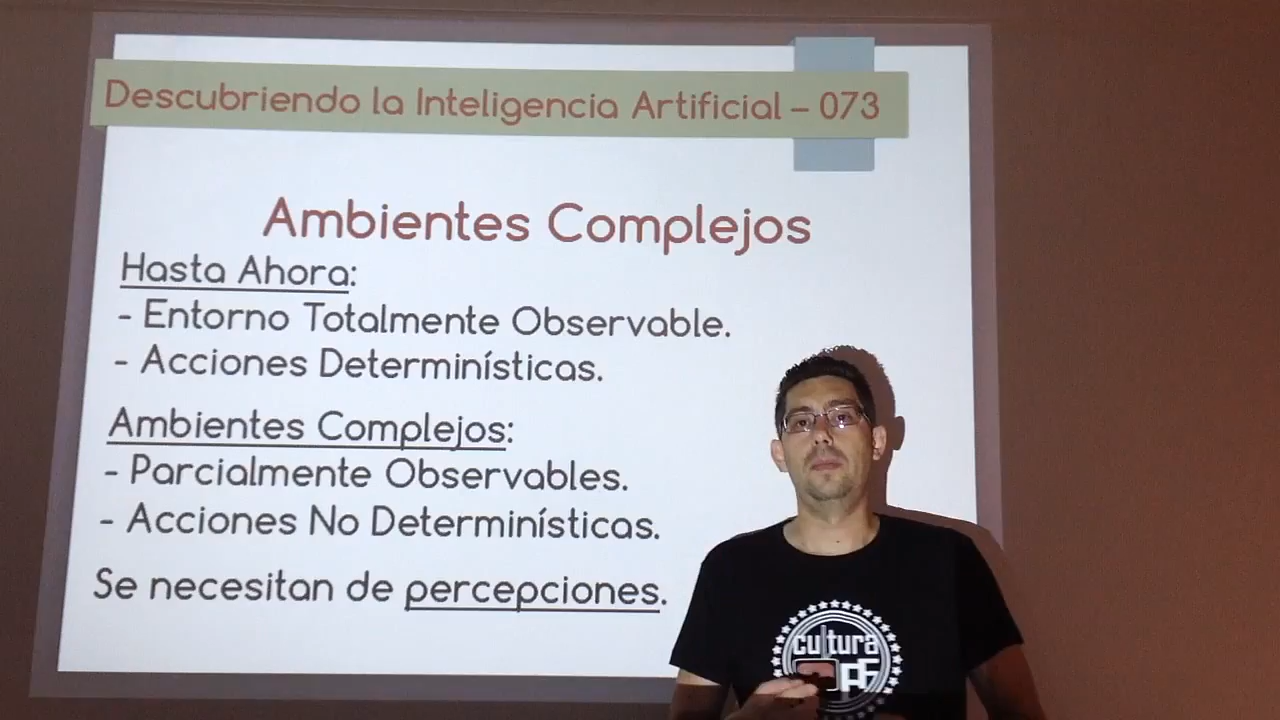 Descubriendo la Inteligencia Artificial – 073
Ambientes Complejos
Hasta Ahora:
- Entorno Totalmente Observable.
- Acciones Determinísticas.
Ambientes Complejos:
- Parcialmente Observables.
- Acciones No Determinísticas.
Se necesitan de percepciones.
cultura